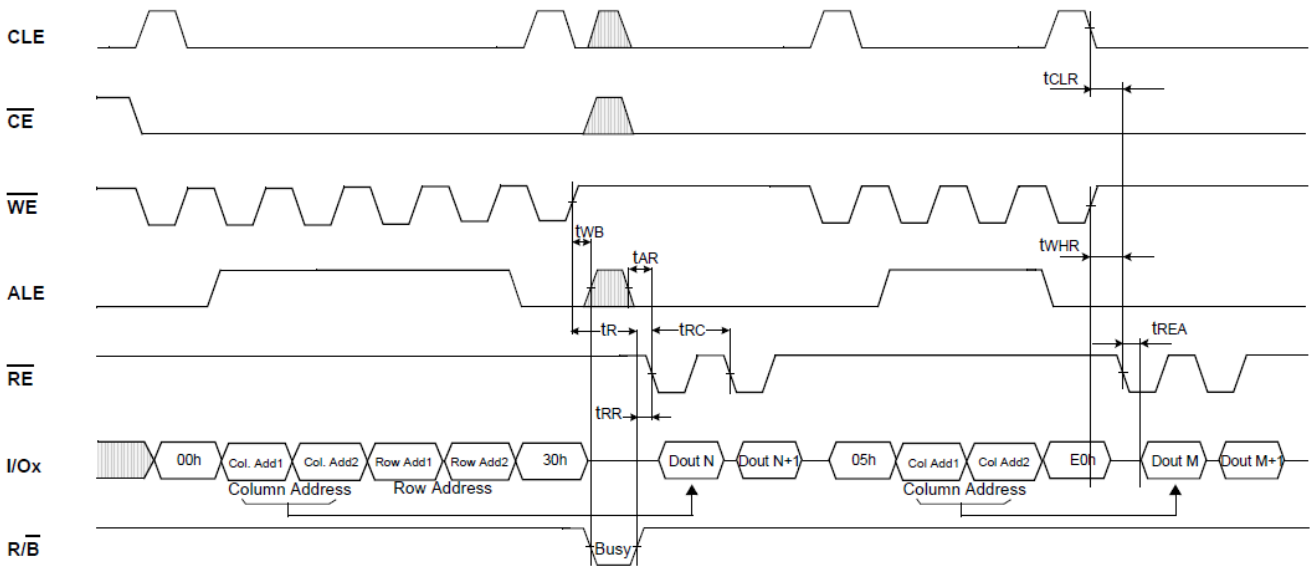 CLE
tCLR
CE
WE
tWB
tWHR
tAR
ALE
tR
tRC
tREA
RE
tRR
I/Ox
00h Col. Add1 Col. Add2 Row Add1 Row Add2 30h Dout N Dout N+1 05h Col Add1 Col Add2 E0h Dout M Dout M+1
Column Address Row Address Column Address
R/B
Busy